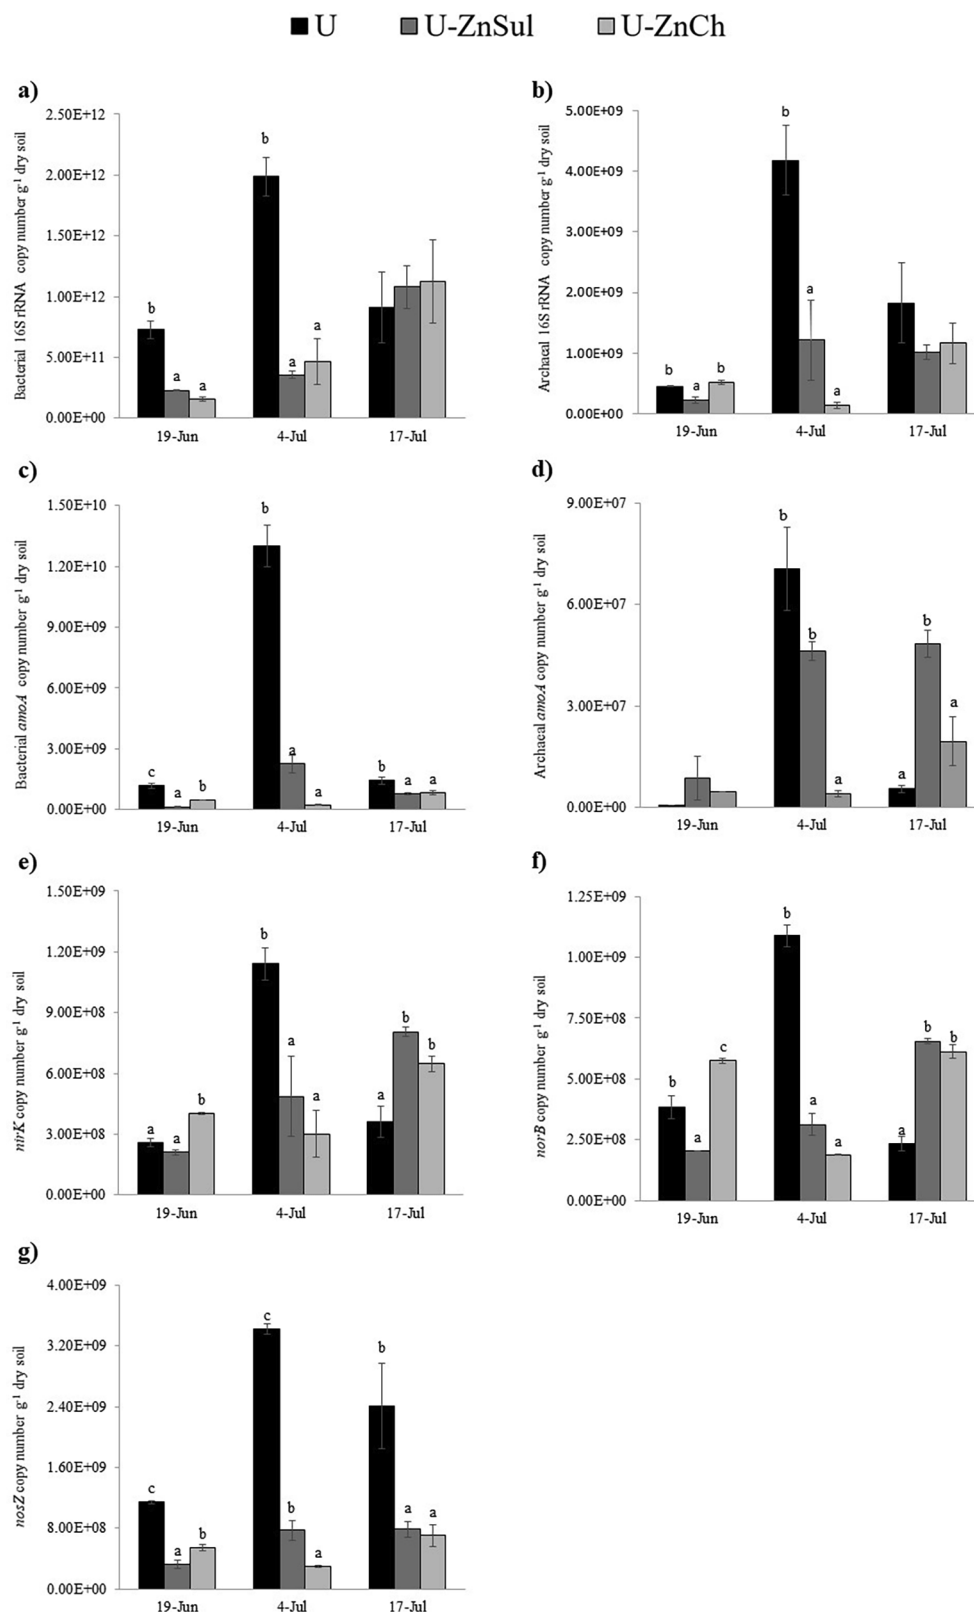 U U-ZnSul U-ZnCh
a)
Bacterial 16S rRNA copy number g-1 dry soil
2.50E+12
2.00E+12
1.50E+12
1.00E+12
5.00E+11
0.00E+00
b a a
b a a
19-Jun 4-Jul 17-Jul
b)
Archaeal 16S rRNA copy number g-1 dry soil
5.00E+09
4.00E+09
3.00E+09
2.00E+09
1.00E+09
0.00E+00
b a b
b a a
19-Jun 4-Jul 17-Jul
c)
Bacterial amoA copy number g-1 dry soil
1.50E+10
1.20E+10
9.00E+09
6.00E+09
3.00E+09
0.00E+00
c a b
b a a
b a a
19-Jun 4-Jul 17-Jul
d)
Archaeal amoA copy number g-1 dry soil
9.00E+07
6.00E+07
3.00E+07
0.00E+00
b b a
a b a
19-Jun 4-Jul 17-Jul
e)
nirK copy number g-1 dry soil
1.50E+09
1.20E+09
9.00E+08
6.00E+08
3.00E+08
0.00E+00
a a b
b a a
a b b
19-Jun 4-Jul 17-Jul
f)
norB copy number g-1 dry soil
1.25E+09
1.00E+09
7.50E+08
5.00E+08
2.50E+08
0.00E+00
b a c
b a a
a b b
19-Jun 4-Jul 17-Jul
g)
nosZ copy number g-1 dry soil
4.00E+09
3.20E+09
2.40E+09
1.60E+09
8.00E+08
0.00E+00
c a b
c b a
b a a
19-Jun 4-Jul 17-Jul